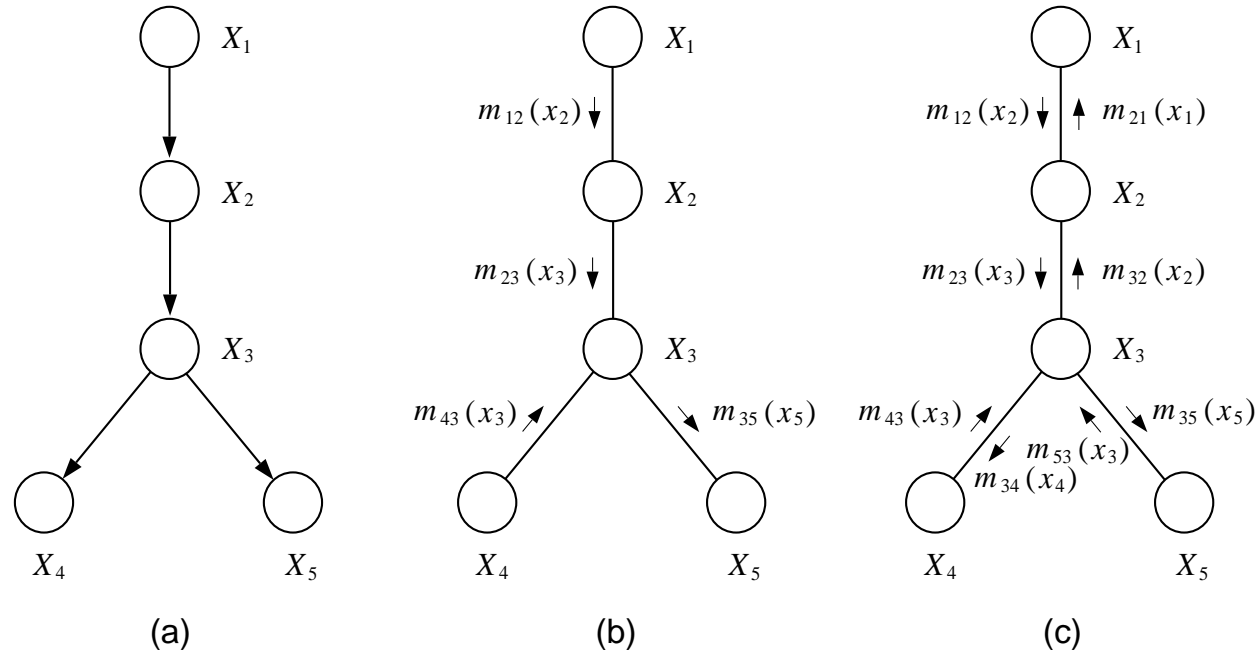 X₁
X₂
X₃
X₄
X₅
(a)
X₁
m₁₂(x₂)
X₂
m₂₃(x₃)
X₃
m₄₃(x₃)
m₃₅(x₅)
X₄
X₅
(b)
X₁
m₁₂(x₂)
m₂₁(x₁)
X₂
m₂₃(x₃)
m₃₂(x₂)
X₃
m₄₃(x₃)
m₃₅(x₅)
m₅₃(x₃)
m₃₄(x₄)
X₄
X₅
(c)